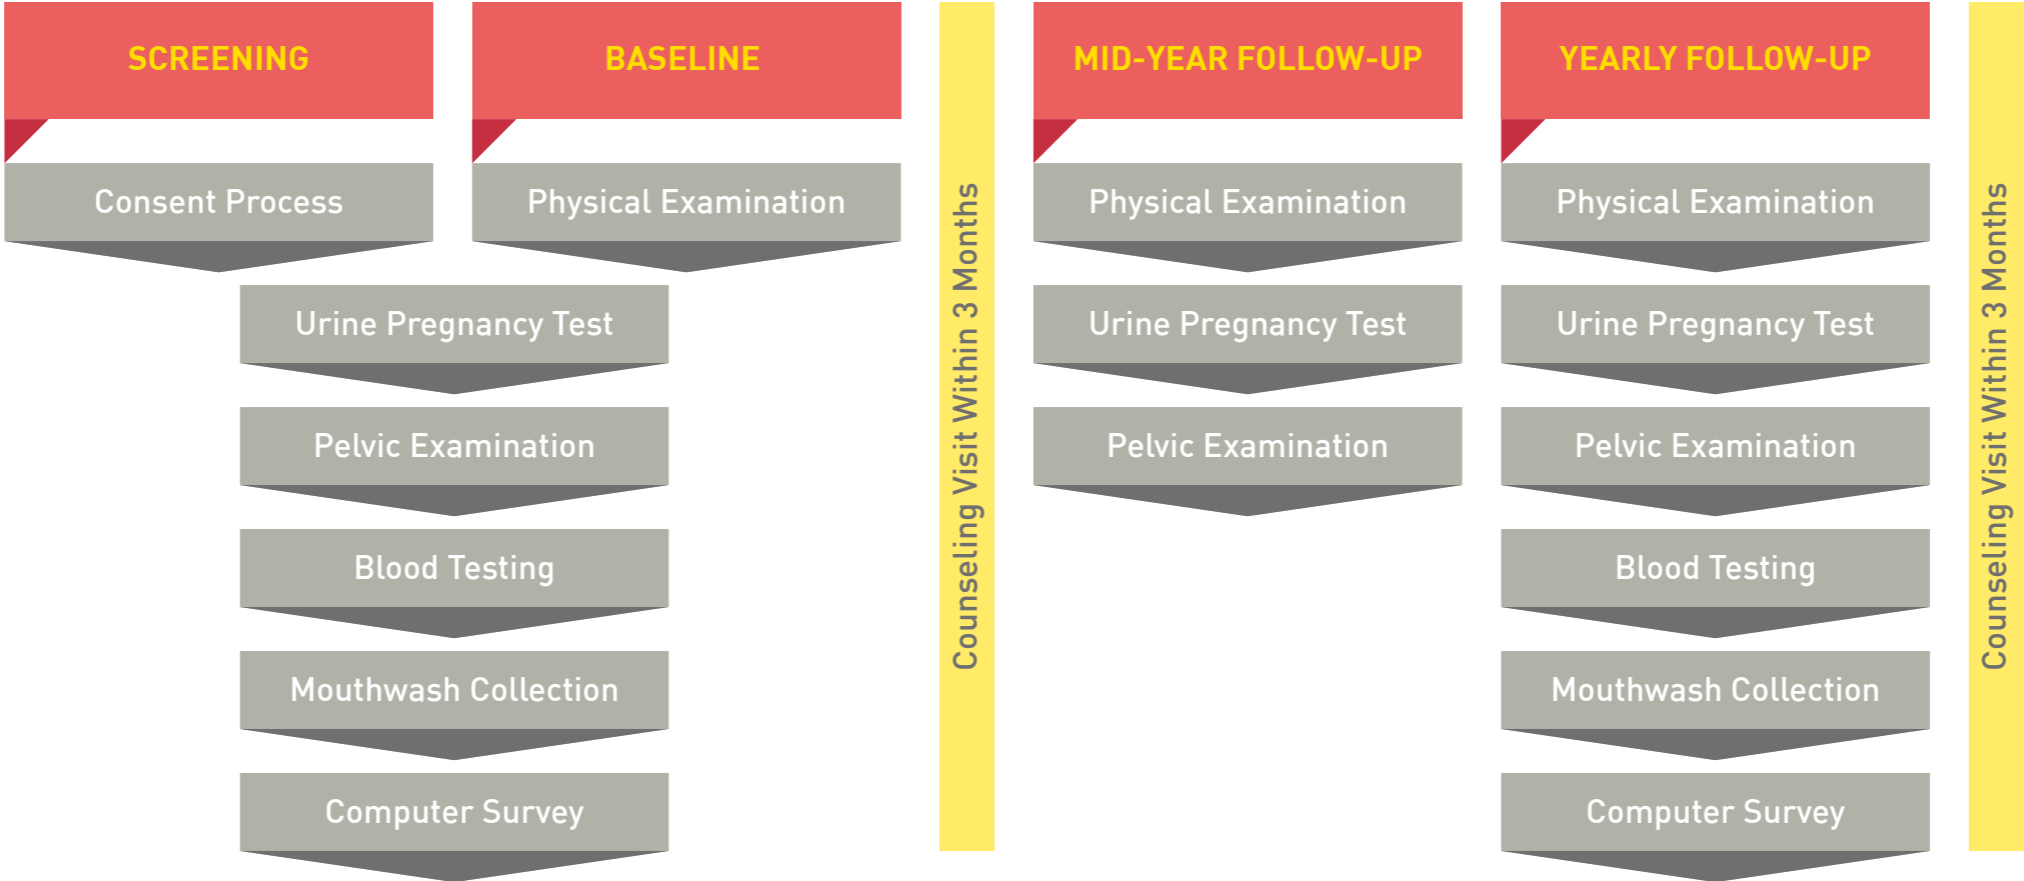 SCREENING
BASELINE
Consent Process
Physical Examination
Urine Pregnancy Test
Pelvic Examination
Blood Testing
Mouthwash Collection
Computer Survey
Counseling Visit Within 3 Months
MID-YEAR FOLLOW-UP
Physical Examination
Urine Pregnancy Test
Pelvic Examination
YEARLY FOLLOW-UP
Physical Examination
Urine Pregnancy Test
Pelvic Examination
Blood Testing
Mouthwash Collection
Computer Survey
Counseling Visit Within 3 Months